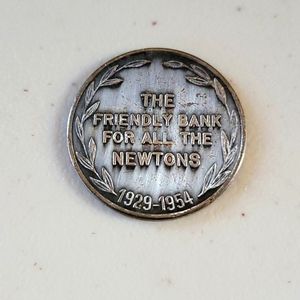 THE
FRIENDLY BANK
FOR ALL THE
NEWTONS
1929-1954